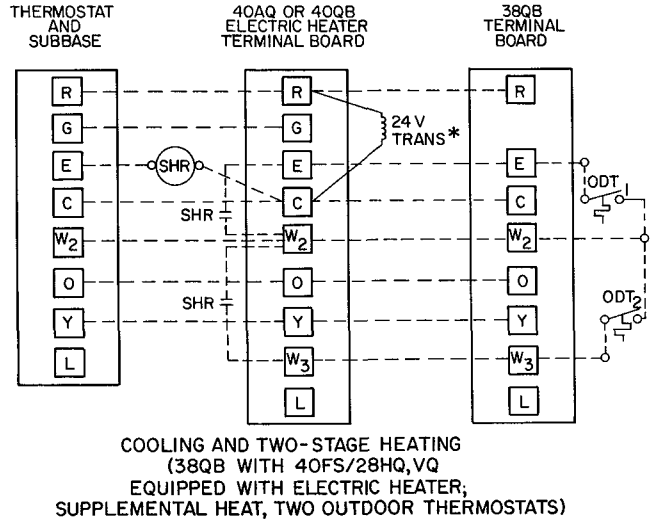 THERMOSTAT
AND
SUBBASE
40AQ OR 40QB
ELECTRIC HEATER
TERMINAL BOARD
38QB
TERMINAL
BOARD
R
R
R
G
G
24 V
TRANS*
E
SHR
E
E
ODT 1
C
SHR
C
C
W2
W2
W2
O
SHR
O
O
ODT2
Y
Y
Y
L
W3
W3
L
L
COOLING AND TWO-STAGE HEATING
(38QB WITH 40FS/28HQ,VQ
EQUIPPED WITH ELECTRIC HEATER;
SUPPLEMENTAL HEAT, TWO OUTDOOR THERMOSTATS)